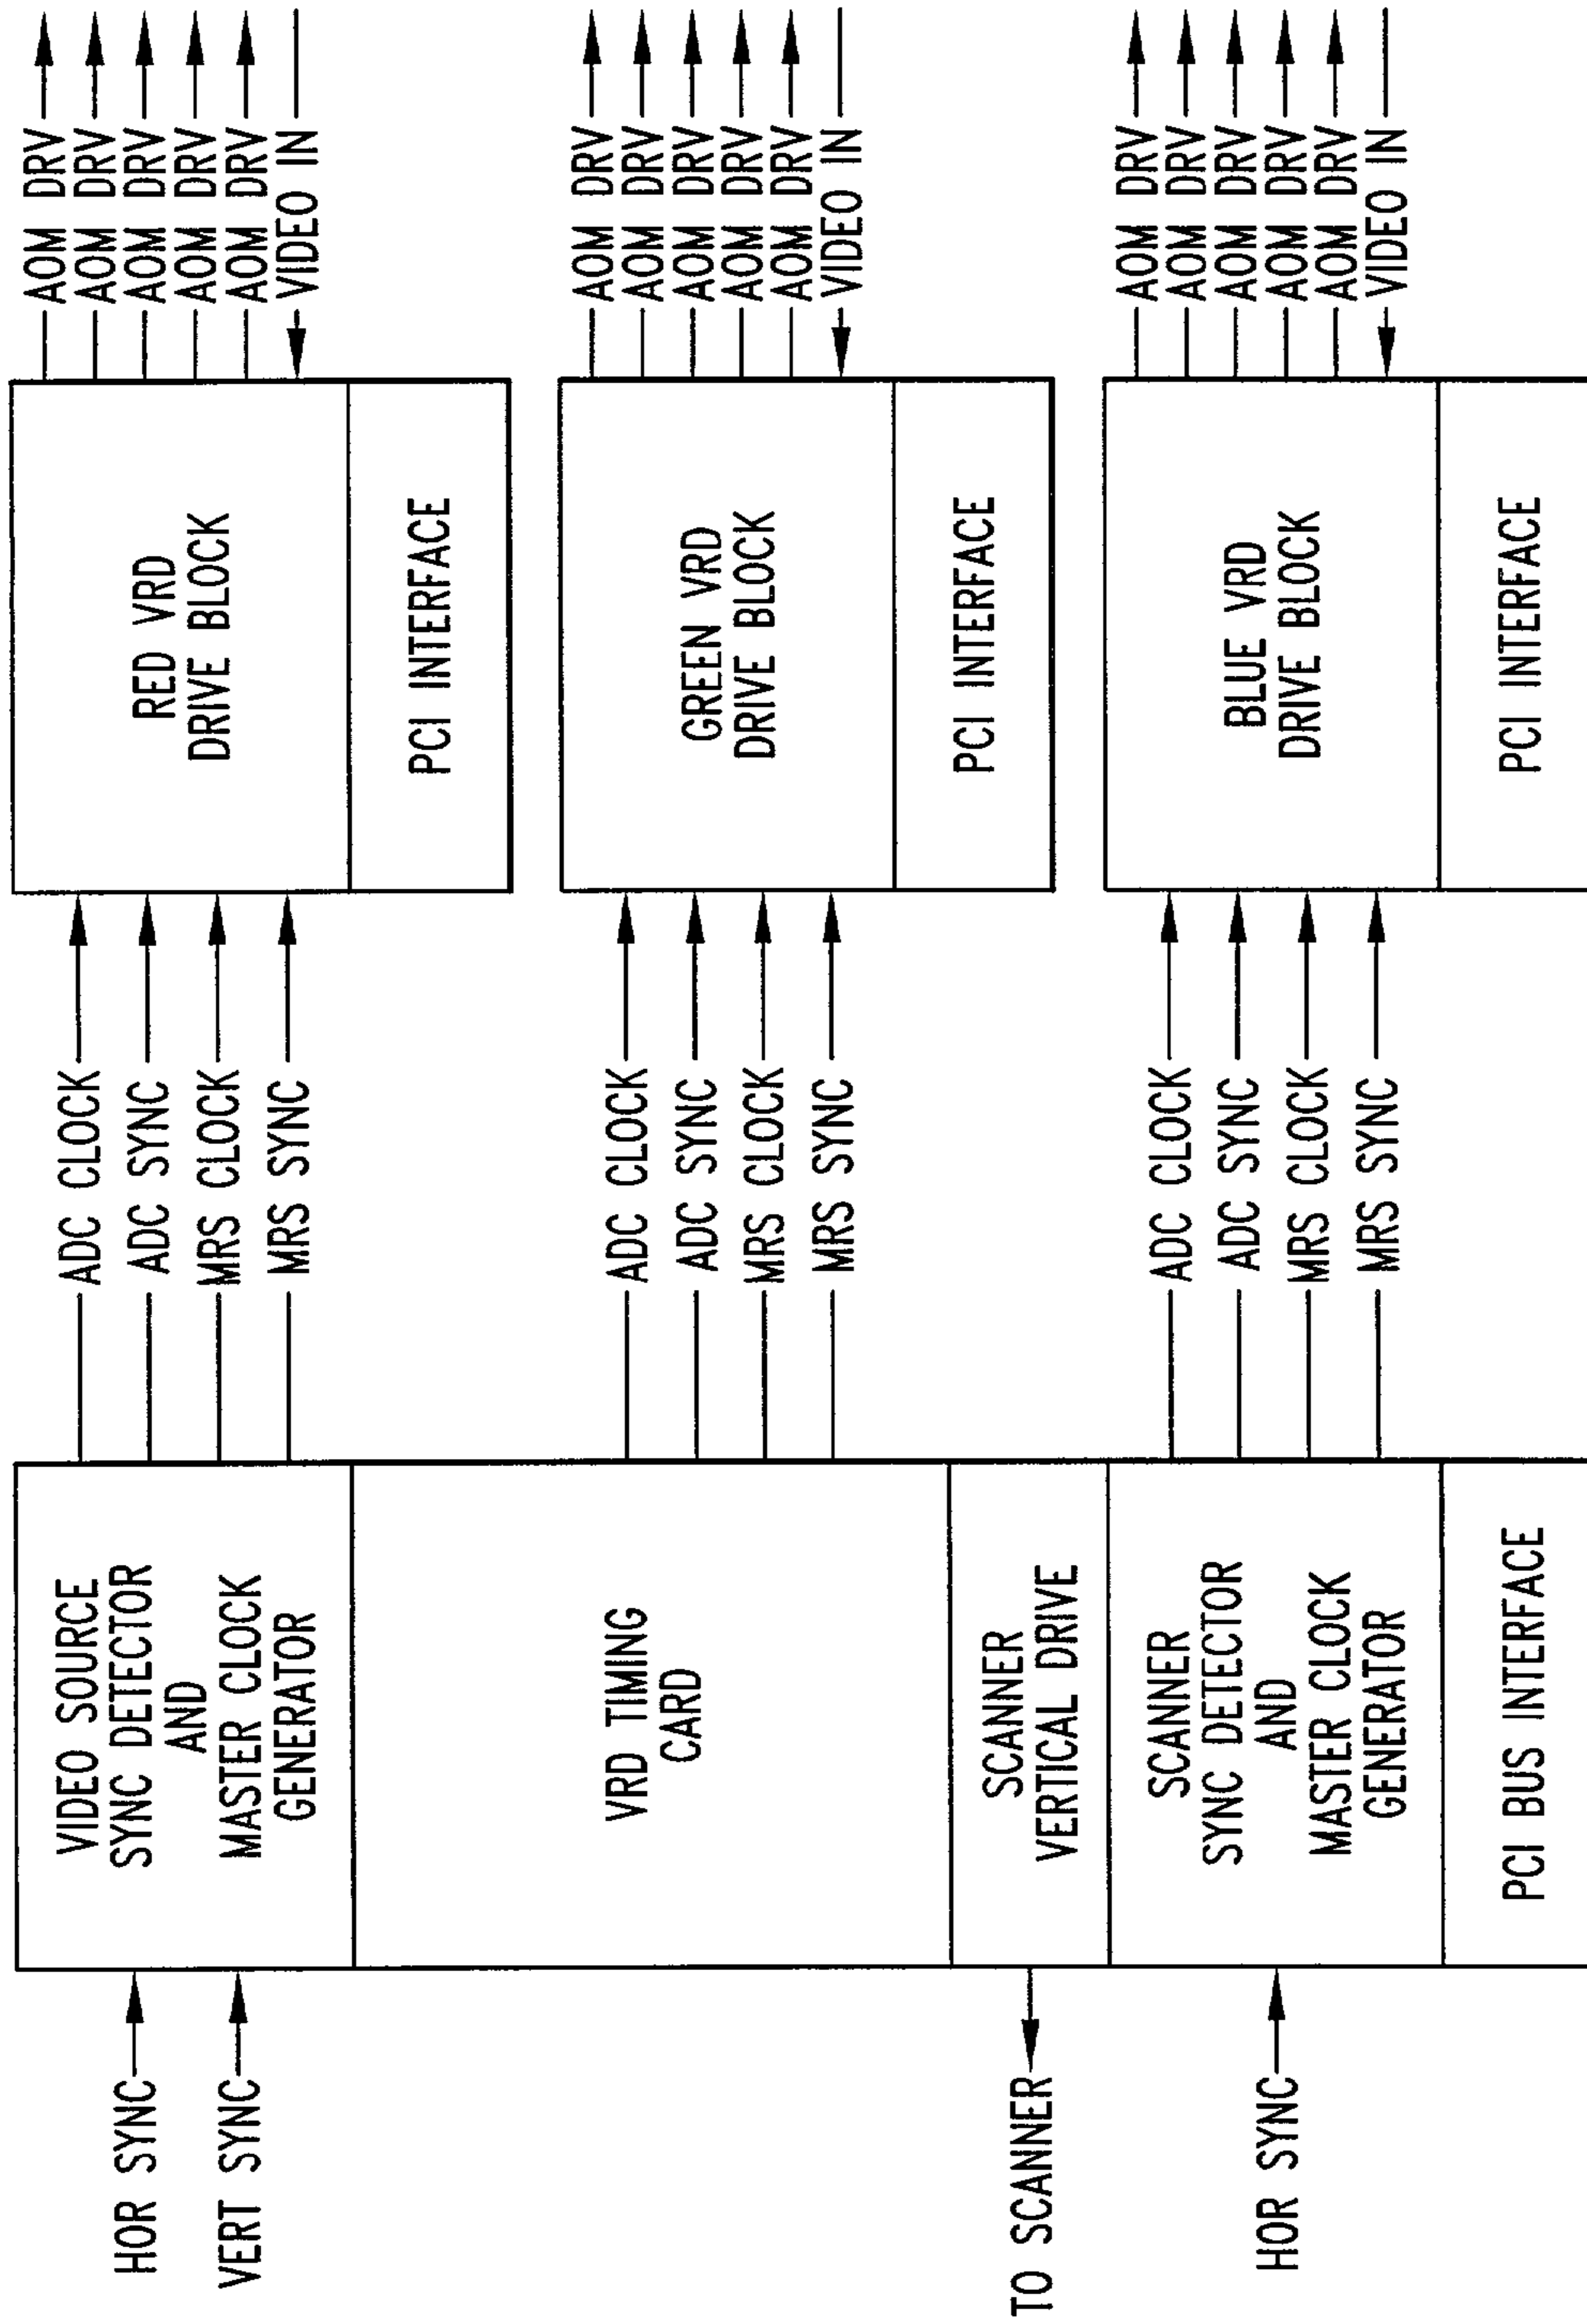 HOR SYNC
VERT SYNC
TO SCANNER
HOR SYNC
VIDEO SOURCE
SYNC DETECTOR
AND
MASTER CLOCK
GENERATOR
VRD TIMING
CARD
SCANNER
VERTICAL DRIVE
SCANNER
SYNC DETECTOR
AND
MASTER CLOCK
GENERATOR
PCI BUS INTERFACE
ADC CLOCK
ADC SYNC
MRS CLOCK
MRS SYNC
ADC CLOCK
ADC SYNC
MRS CLOCK
MRS SYNC
ADC CLOCK
ADC SYNC
MRS CLOCK
MRS SYNC
RED VRD
DRIVE BLOCK
PCI INTERFACE
GREEN VRD
DRIVE BLOCK
PCI INTERFACE
BLUE VRD
DRIVE BLOCK
PCI INTERFACE
AOM DRV
AOM DRV
AOM DRV
AOM DRV
AOM DRV
VIDEO IN
AOM DRV
AOM DRV
AOM DRV
AOM DRV
AOM DRV
VIDEO IN
AOM DRV
AOM DRV
AOM DRV
AOM DRV
AOM DRV
VIDEO IN